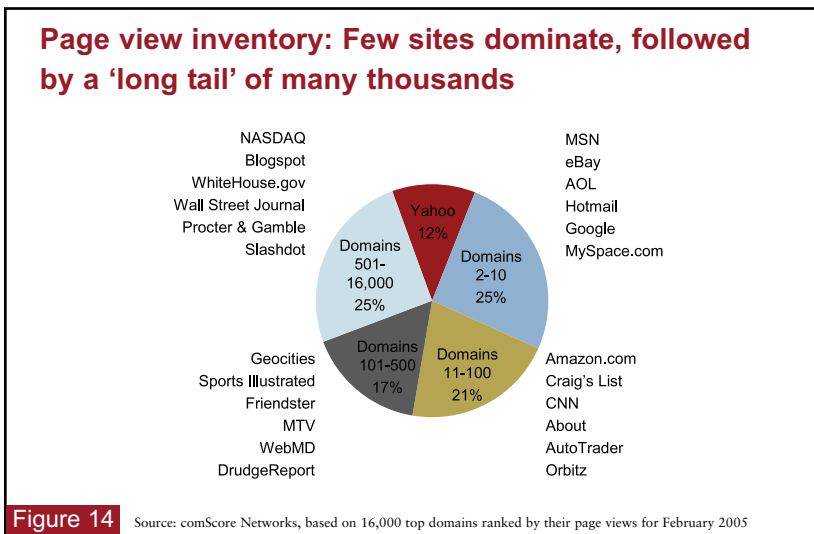 Page view inventory: Few sites dominate, followed
by a 'long tail' of many thousands
NASDAQ
Blogspot
WhiteHouse.gov
Wall Street Journal
Procter & Gamble
Slashdot
MSN
eBay
AOL
Hotmail
Google
MySpace.com
Yahoo
12%
Domains
2-10
25%
Domains
501-
16,000
25%
Domains
101-500
17%
Domains
11-100
21%
Geocities
Sports Illustrated
Friendster
MTV
WebMD
DrudgeReport
Amazon.com
Craig's List
CNN
About
AutoTrader
Orbitz
Figure 14
Source: comScore Networks, based on 16,000 top domains ranked by their page views for February 2005